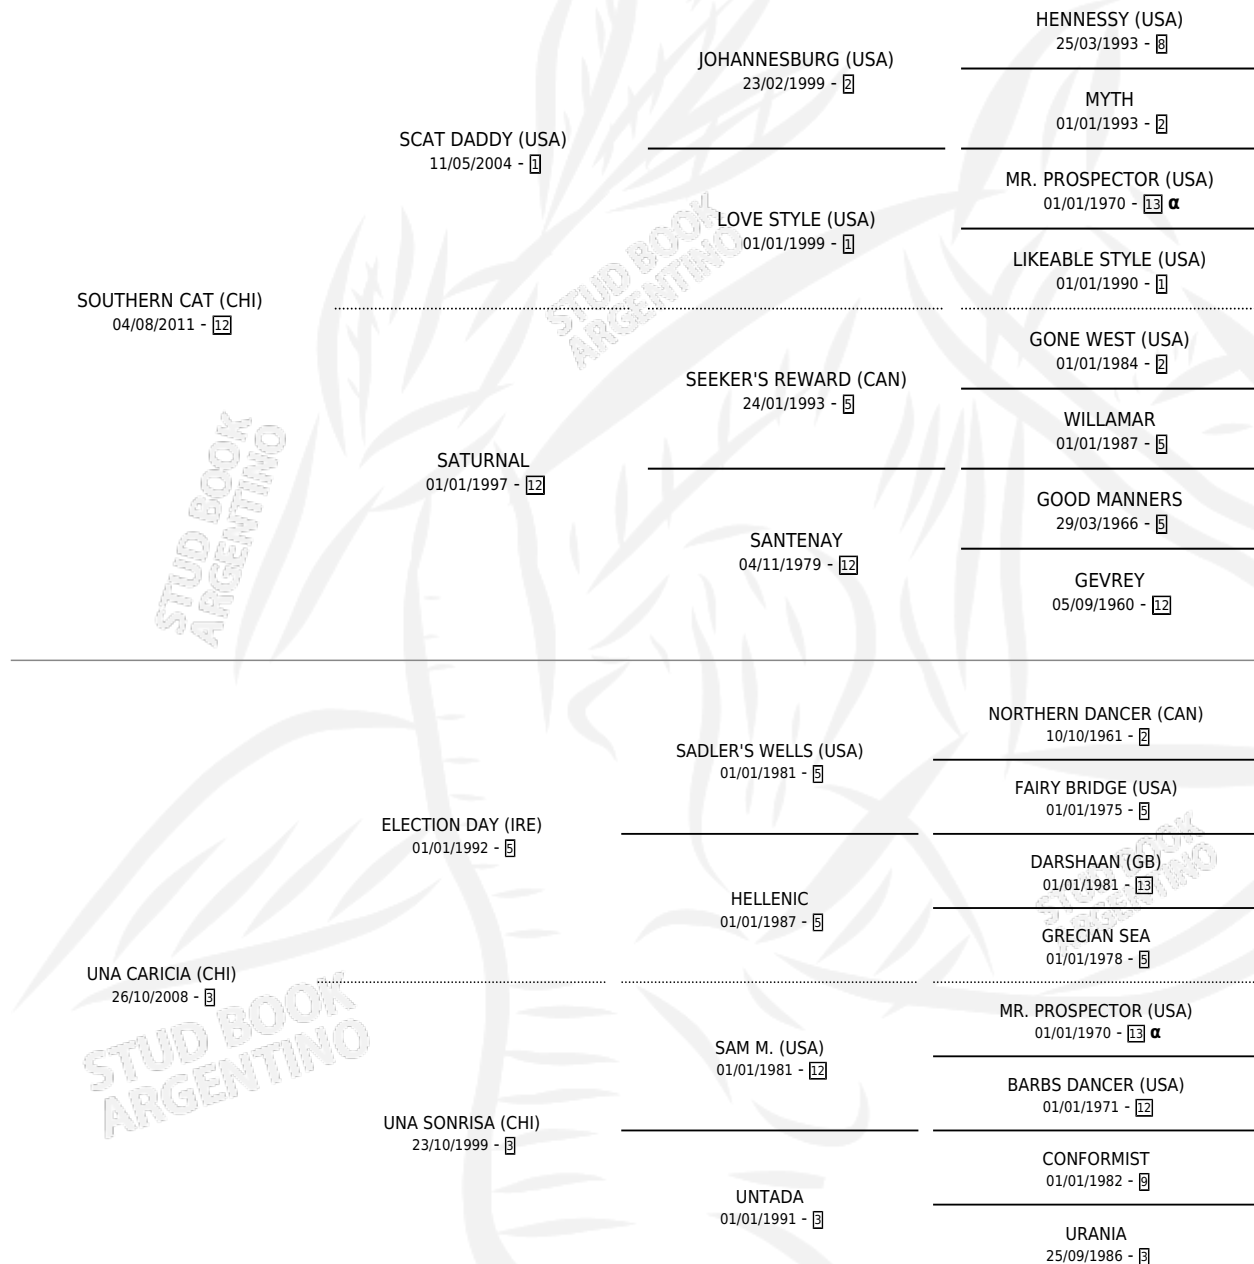 HENNESSY (USA)
25/03/1993 - 8
JOHANNESBURG (USA)
23/02/1999 - 2
MYTH
01/01/1993 - 2
SCAT DADDY (USA)
11/05/2004 - 1
MR. PROSPECTOR (USA)
01/01/1970 - 13 α
LOVE STYLE (USA)
01/01/1999 - 1
LIKEABLE STYLE (USA)
01/01/1990 - 1
SOUTHERN CAT (CHI)
04/08/2011 - 12
GONE WEST (USA)
01/01/1984 - 2
SEEKER'S REWARD (CAN)
24/01/1993 - 5
WILLAMAR
01/01/1987 - 5
SATURNAL
01/01/1997 - 12
GOOD MANNERS
29/03/1966 - 5
SANTENAY
04/11/1979 - 12
GEVREY
05/09/1960 - 12
NORTHERN DANCER (CAN)
10/10/1961 - 2
SADLER'S WELLS (USA)
01/01/1981 - 5
FAIRY BRIDGE (USA)
01/01/1975 - 5
ELECTION DAY (IRE)
01/01/1992 - 5
DARSHAAN (GB)
01/01/1981 - 13
HELLENIC
01/01/1987 - 5
GRECIAN SEA
01/01/1978 - 5
UNA CARICIA (CHI)
26/10/2008 - 3
MR. PROSPECTOR (USA)
01/01/1970 - 13 α
SAM M. (USA)
01/01/1981 - 12
BARBS DANCER (USA)
01/01/1971 - 12
UNA SONRISA (CHI)
23/10/1999 - 3
CONFORMIST
01/01/1982 - 9
UNTADA
01/01/1991 - 3
URANIA
25/09/1986 - 3
STUD BOOK
ARGENTINO
STUD BOOK
ARGENTINO
STUD BOOK
ARGENTINO
STUD BOOK
ARGENTINO